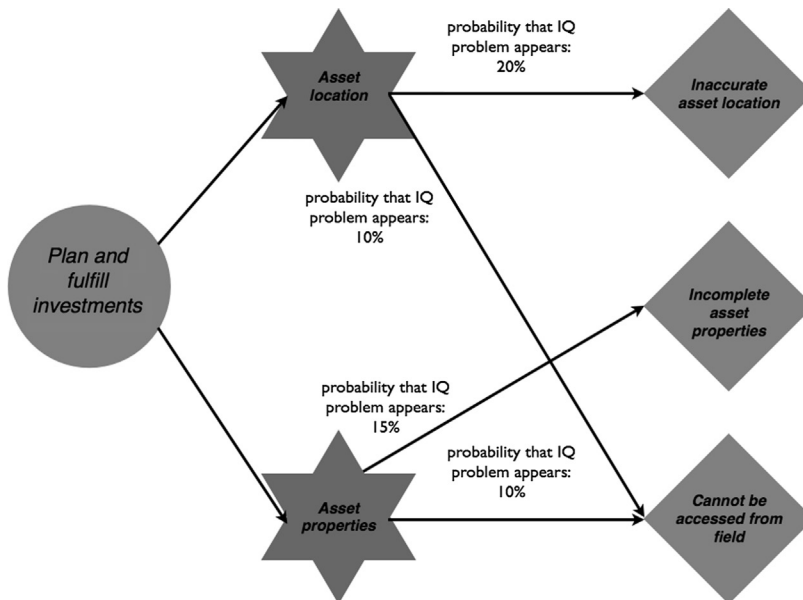 probability that IQ
problem appears:
20%
Asset
location
Inaccurate
asset location
probability that IQ
problem appears:
10%
Plan and
fulfill
investments
Incomplete
asset
properties
probability that IQ
problem appears:
15%
probability that IQ
problem appears:
10%
Asset
properties
Cannot be
accessed from
field